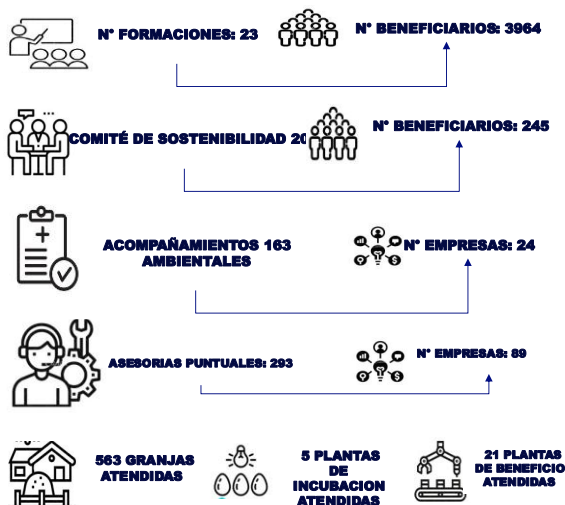 N° FORMACIONES: 23
N° BENEFICIARIOS: 3964
COMITÉ DE SOSTENIBILIDAD 20
N° BENEFICIARIOS: 245
ACOMPAÑAMIENTOS 163
AMBIENTALES
N° EMPRESAS: 24
ASESORIAS PUNTUALES: 293
N° EMPRESAS: 89
563 GRANJAS
ATENDIDAS
5 PLANTAS
DE
INCUBACION
ATENDIDAS
21 PLANTAS
DE BENEFICIO
ATENDIDAS